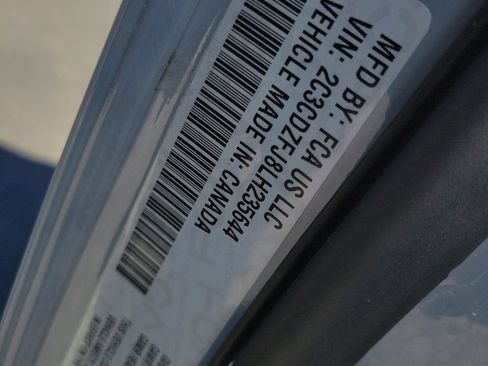 MFD BY: FCA US LLC
VIN: 2C3CDZFJ8LH235644
VEHICLE MADE IN: CANADA